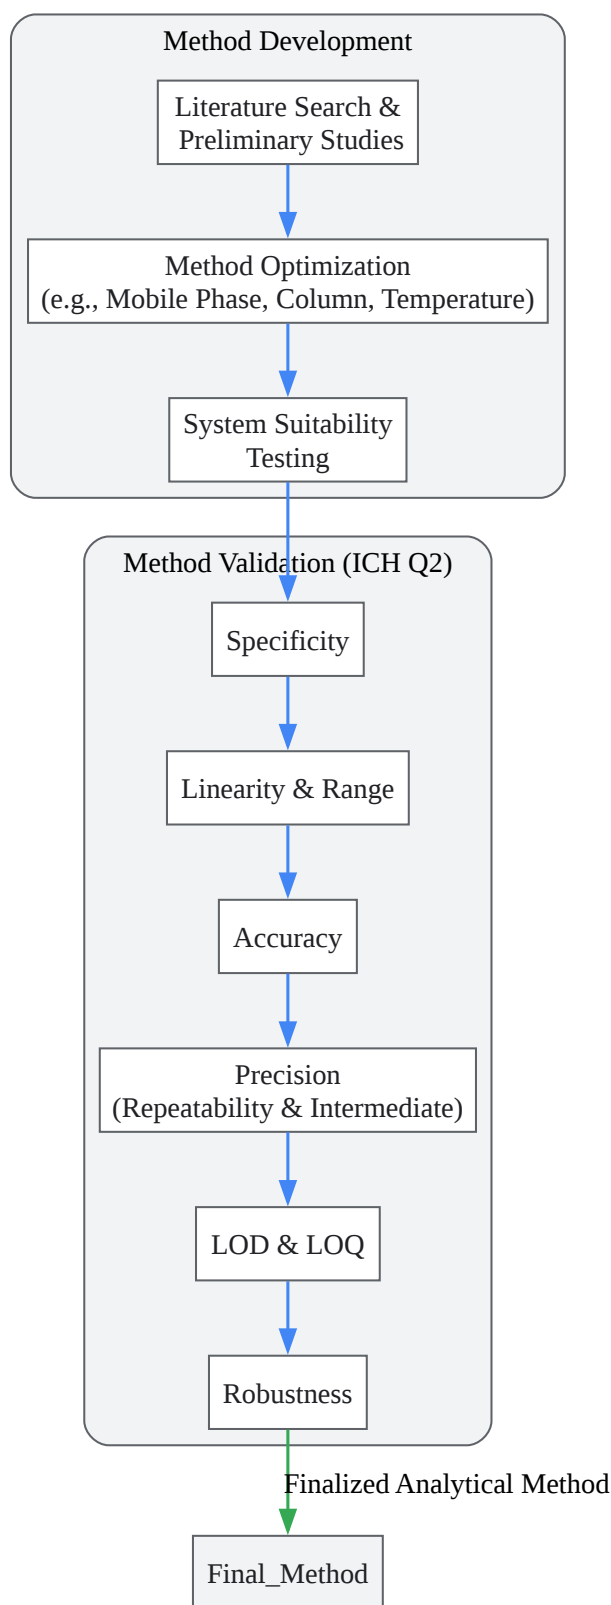 Method Development
Literature Search &
Preliminary Studies
Method Optimization
(e.g., Mobile Phase, Column, Temperature)
System Suitability
Testing
Method Validation (ICH Q2)
Specificity
Linearity & Range
Accuracy
Precision
(Repeatability & Intermediate)
LOD & LOQ
Robustness
Finalized Analytical Method
Final_Method